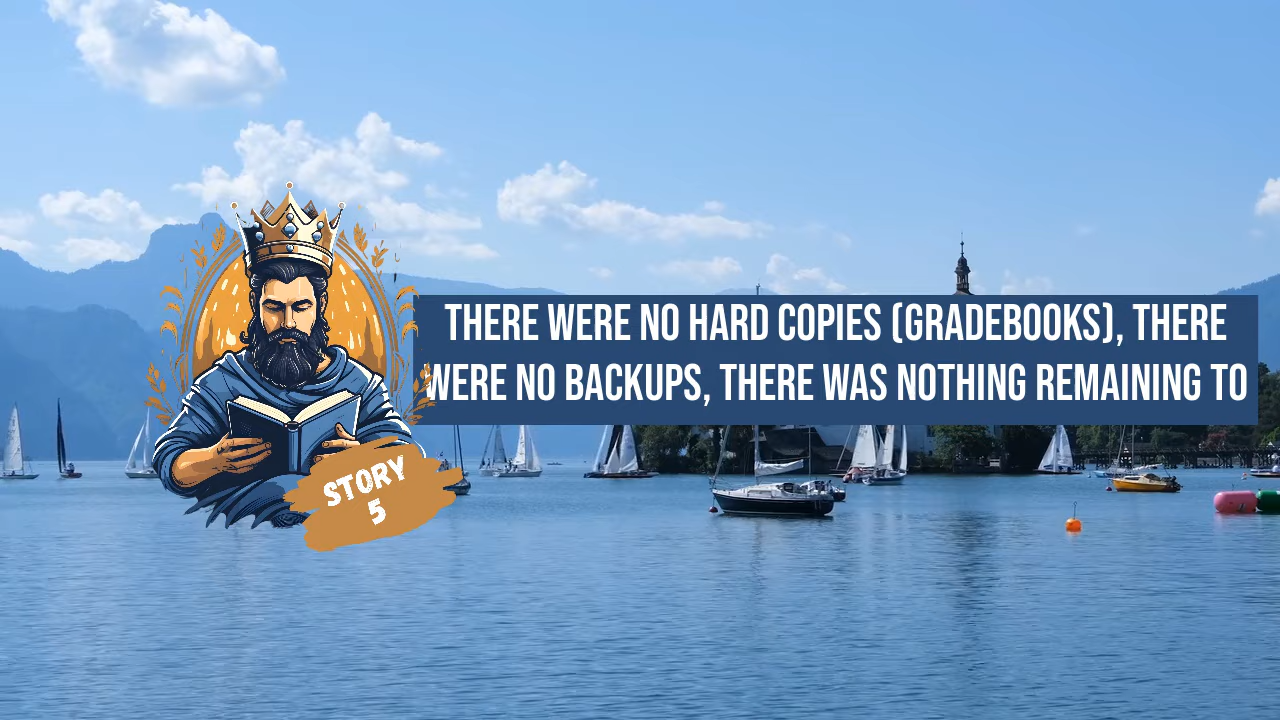 THERE WERE NO HARD COPIES (GRADEBOOKS), THERE
WERE NO BACKUPS, THERE WAS NOTHING REMAINING TO
STORY
5